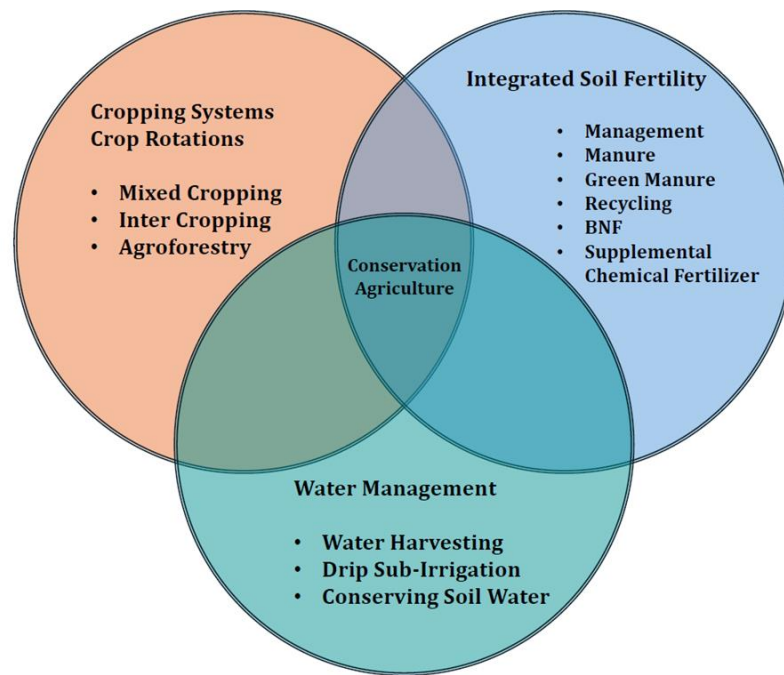 Cropping Systems
Crop Rotations
• Mixed Cropping
• Inter Cropping
• Agroforestry
Integrated Soil Fertility
• Management
• Manure
• Green Manure
• Recycling
• BNF
• Supplemental
Chemical Fertilizer
Conservation
Agriculture
Water Management
• Water Harvesting
• Drip Sub-Irrigation
• Conserving Soil Water